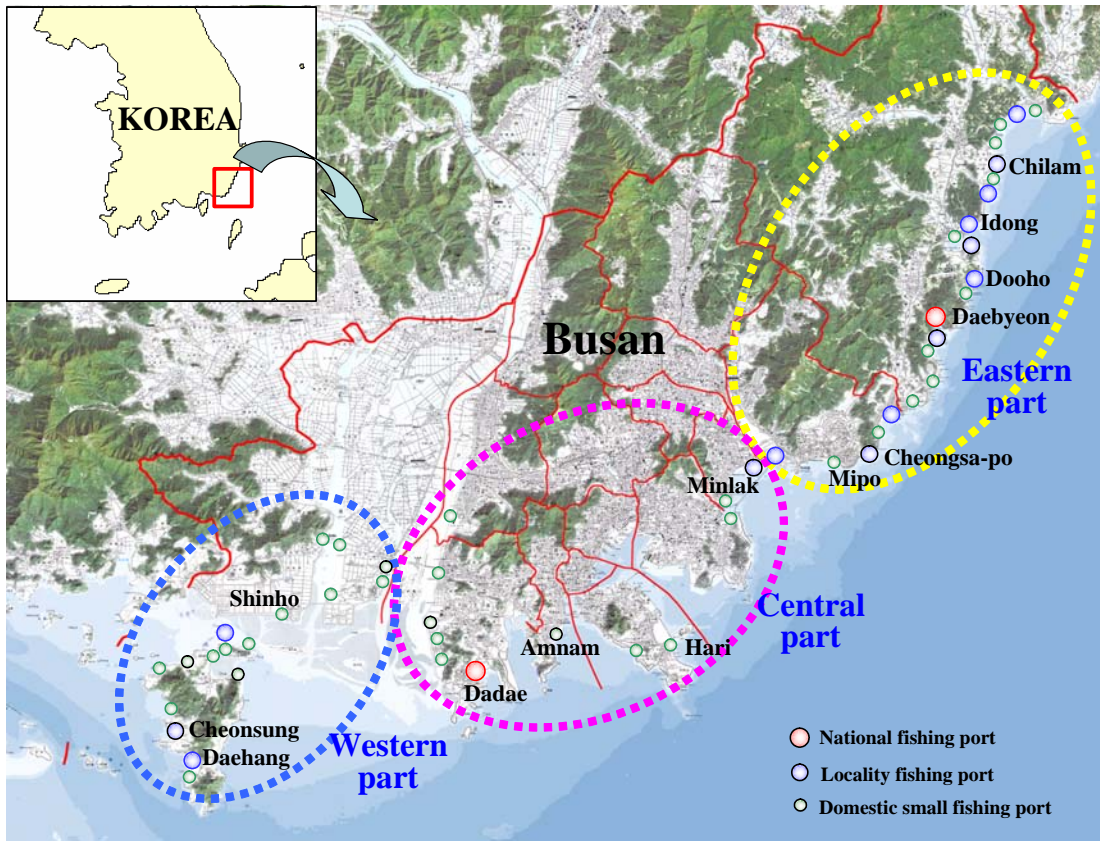 KOREA
Chilam
Idong
Dooho
Daebyeon
Busan
Eastern
part
Cheongsa-po
Mipo
Minlak
Shinho
Central
part
Amnam
Hari
Dadae
Cheonsung
Daehang
Western
part
National fishing port
Locality fishing port
Domestic small fishing port